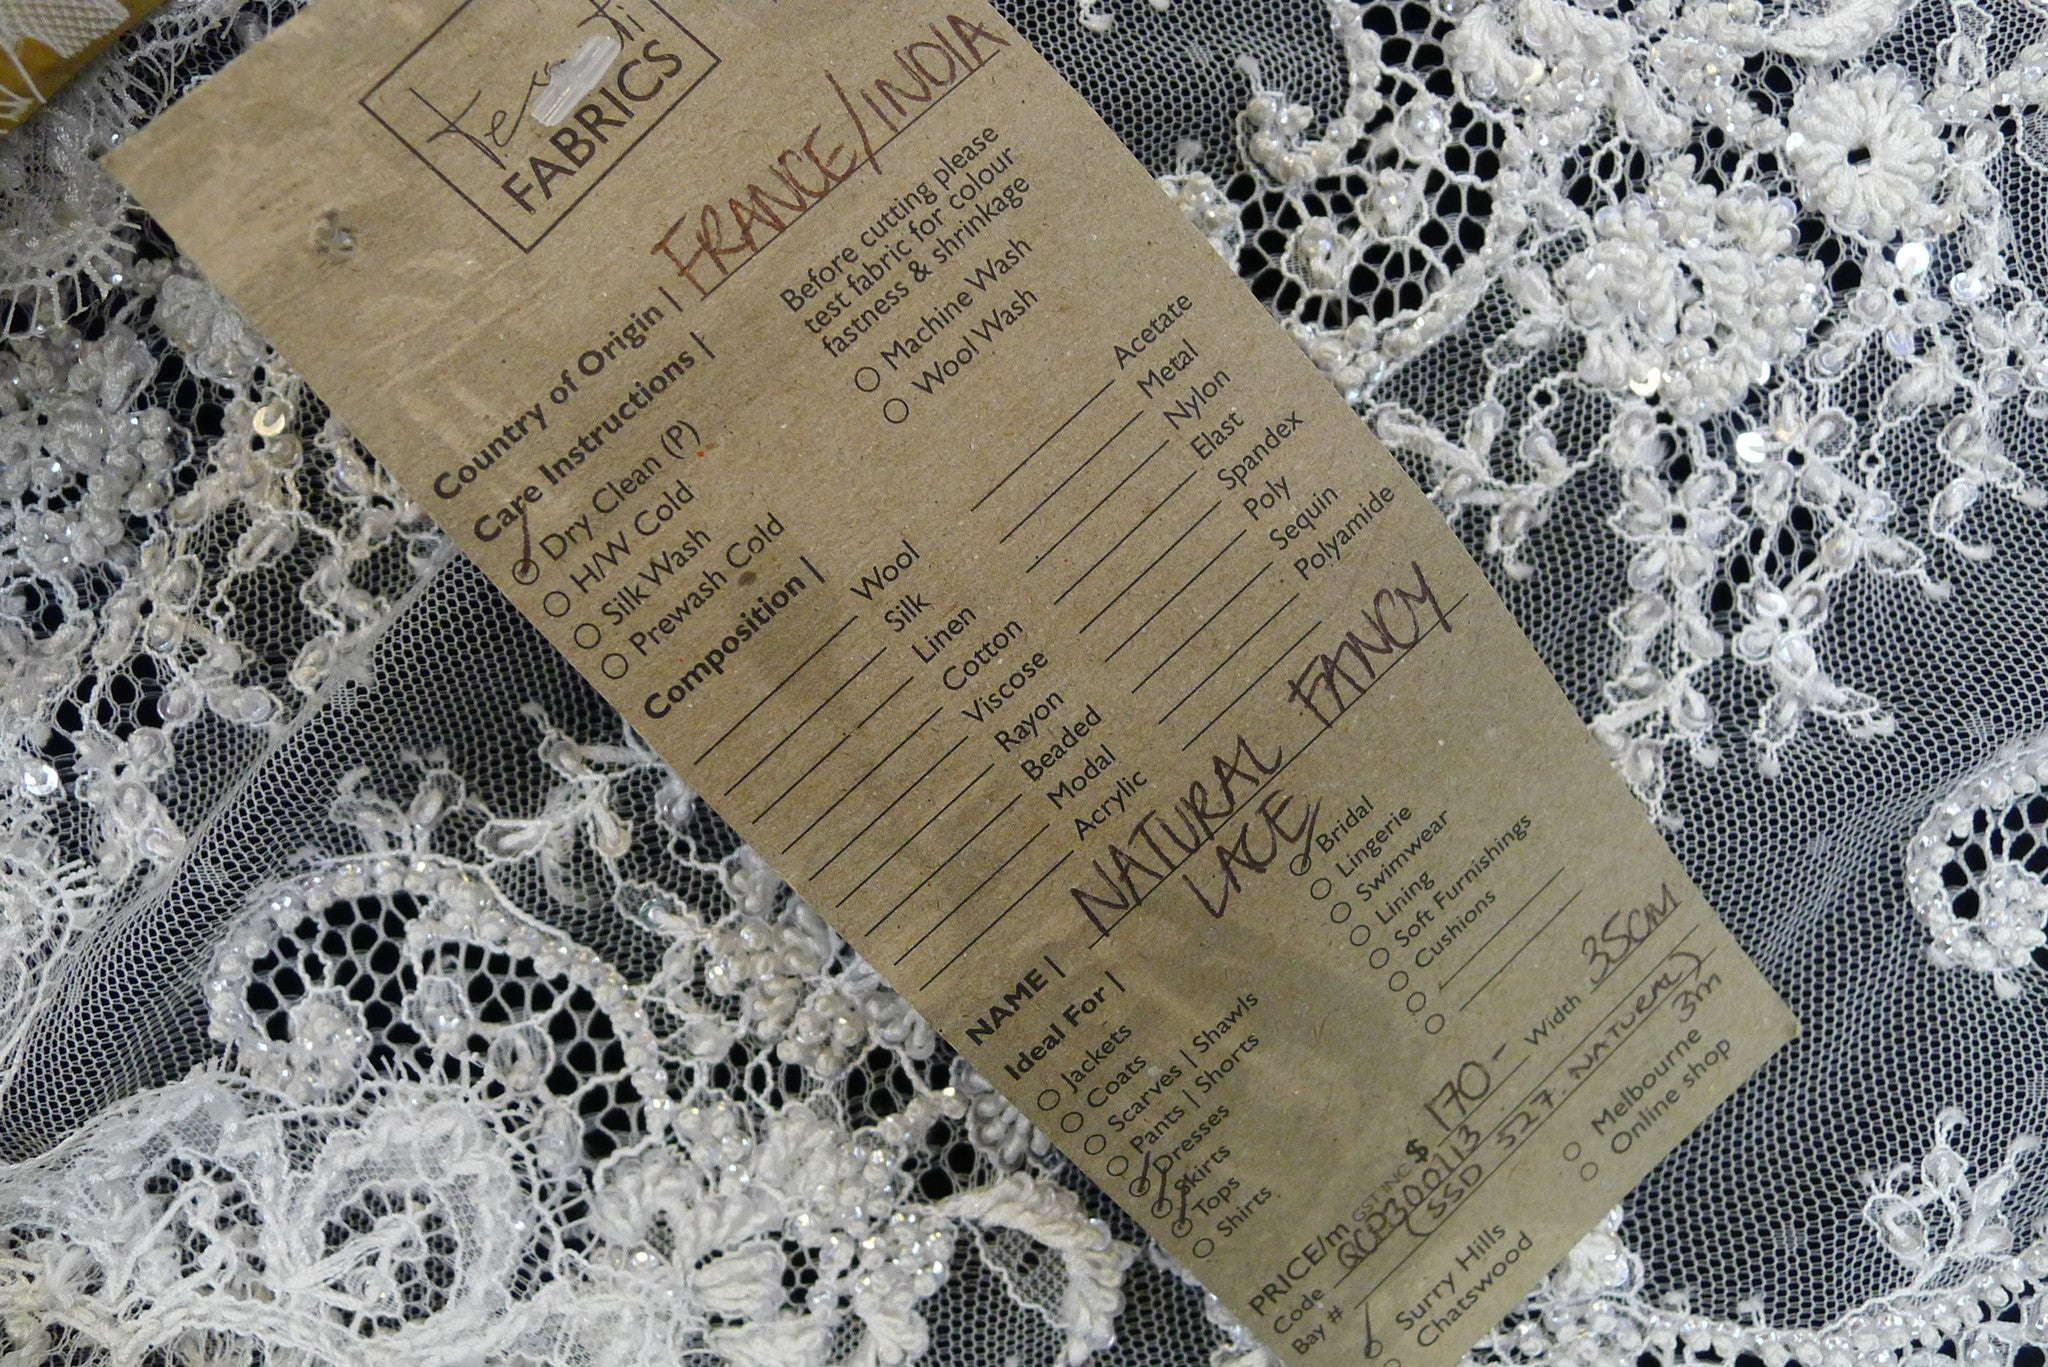 FABRICS
Country of Origin | FRANCE/INDIA
Care Instructions |
Dry Clean (P)
H/W Cold
Silk Wash
Prewash Cold
Before cutting please
test fabric for colour
fastness & shrinkage
Machine Wash
Wool Wash
Composition |
Wool
Silk
Linen
Cotton
Viscose
Rayon
Beaded
Modal
Acrylic
Acetate
Metal
Nylon
Elast
Spandex
Poly
Sequin
Polyamide
NAME | NATURAL FANCY
LACE
Ideal For |
Jackets
Coats
Scarves | Shawls
Pants | Shorts
Dresses
Skirts
Tops
Shirts
Bridal
Lingerie
Swimwear
Lining
Soft Furnishings
Cushions
PRICE/m GST INC $ 170- Width 35CM
Code QCP3000113
Bay # (SSD 527. NATURAL) 3m
Surry Hills
Chatswood
Melbourne
Online shop